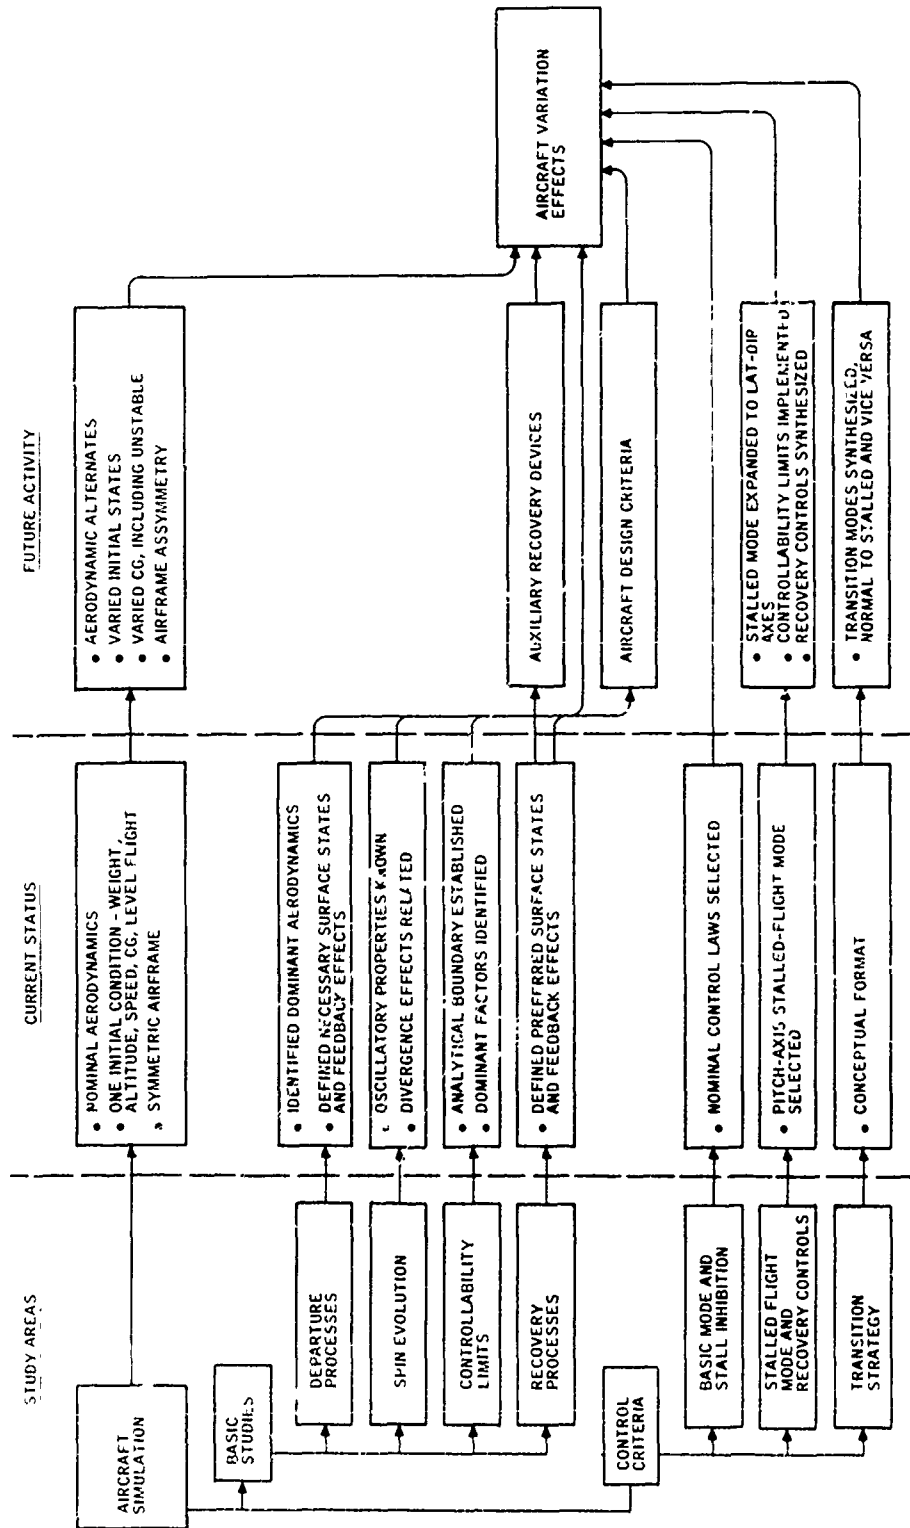 STUDY AREAS
CURRENT STATUS
FUTURE ACTIVITY
AIRCRAFT
SIMULATION
• NOMINAL AERODYNAMICS
• ONE INITIAL CONDITION - WEIGHT,
ALTITUDE, SPEED, CG, LEVEL FLIGHT
SYMMETRIC AIRFRAME
• AERODYNAMIC ALTERNATES
• VARIED INITIAL STATES
• VARIED CG, INCLUDING UNSTABLE
• AIRFRAME ASSYMETRY
BASIC
STUDIES
DEPARTURE
PROCESSES
• IDENTIFIED DOMINANT AERODYNAMICS
• DEFINED NECESSARY SURFACE STATES
AND FEEDBACK EFFECTS
SPIN EVOLUTION
• OSCILLATORY PROPERTIES KNOWN
• DIVERGENCE EFFECTS RELATED
CONTROLLABILITY
LIMITS
• ANALYTICAL BOUNDARY ESTABLISHED
• DOMINANT FACTORS IDENTIFIED
RECOVERY
PROCESSES
• DEFINED PREFERRED SURFACE STATES
AND FEEDBACK EFFECTS
AUXILIARY RECOVERY DEVICES
AIRCRAFT DESIGN CRITERIA
AIRCRAFT VARIATION
EFFECTS
CONTROL
CRITERIA
BASIC MODE AND
STALL INHIBITION
• NOMINAL CONTROL LAWS SELECTED
STALLED FLIGHT
MODE AND
RECOVERY CONTROLS
• PITCH-AXIS STALLED-FLIGHT MODE
SELECTED
• STALLED MODE EXPANDED TO LAT-DIP
AXES
• CONTROLLABILITY LIMITS IMPLEMENTED
• RECOVERY CONTROLS SYNTHESIZED
TRANSITION
STRATEGY
• CONCEPTUAL FORMAT
• TRANSITION MODES SYNTHESIZED,
NORMAL TO STALLED AND VICE VERSA